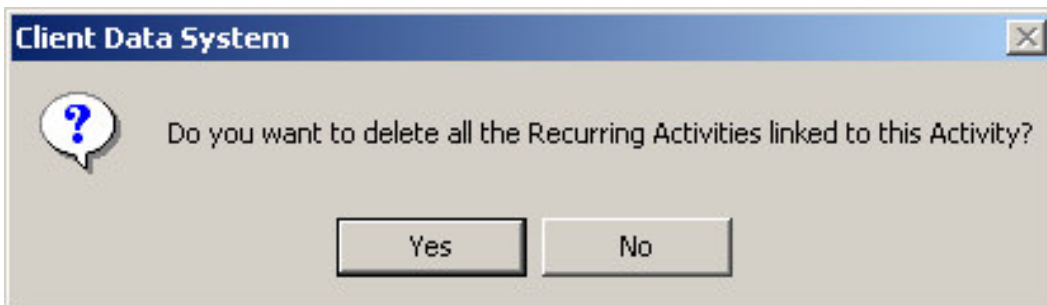 Client Data System
Do you want to delete all the Recurring Activities linked to this Activity?
Yes
No